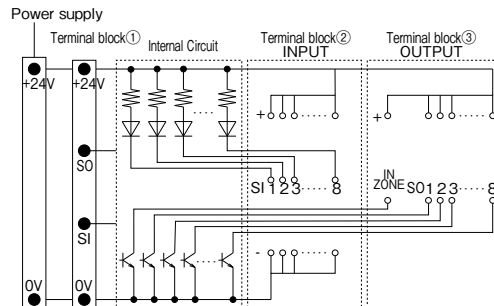 Power supply
Terminal block① Internal Circuit Terminal block② Terminal block③
INPUT OUTPUT
+24V +24V
+ +
SO
SI 1 2 3 8
IN ZONE SO 1 2 3 8
SI
-
0V 0V